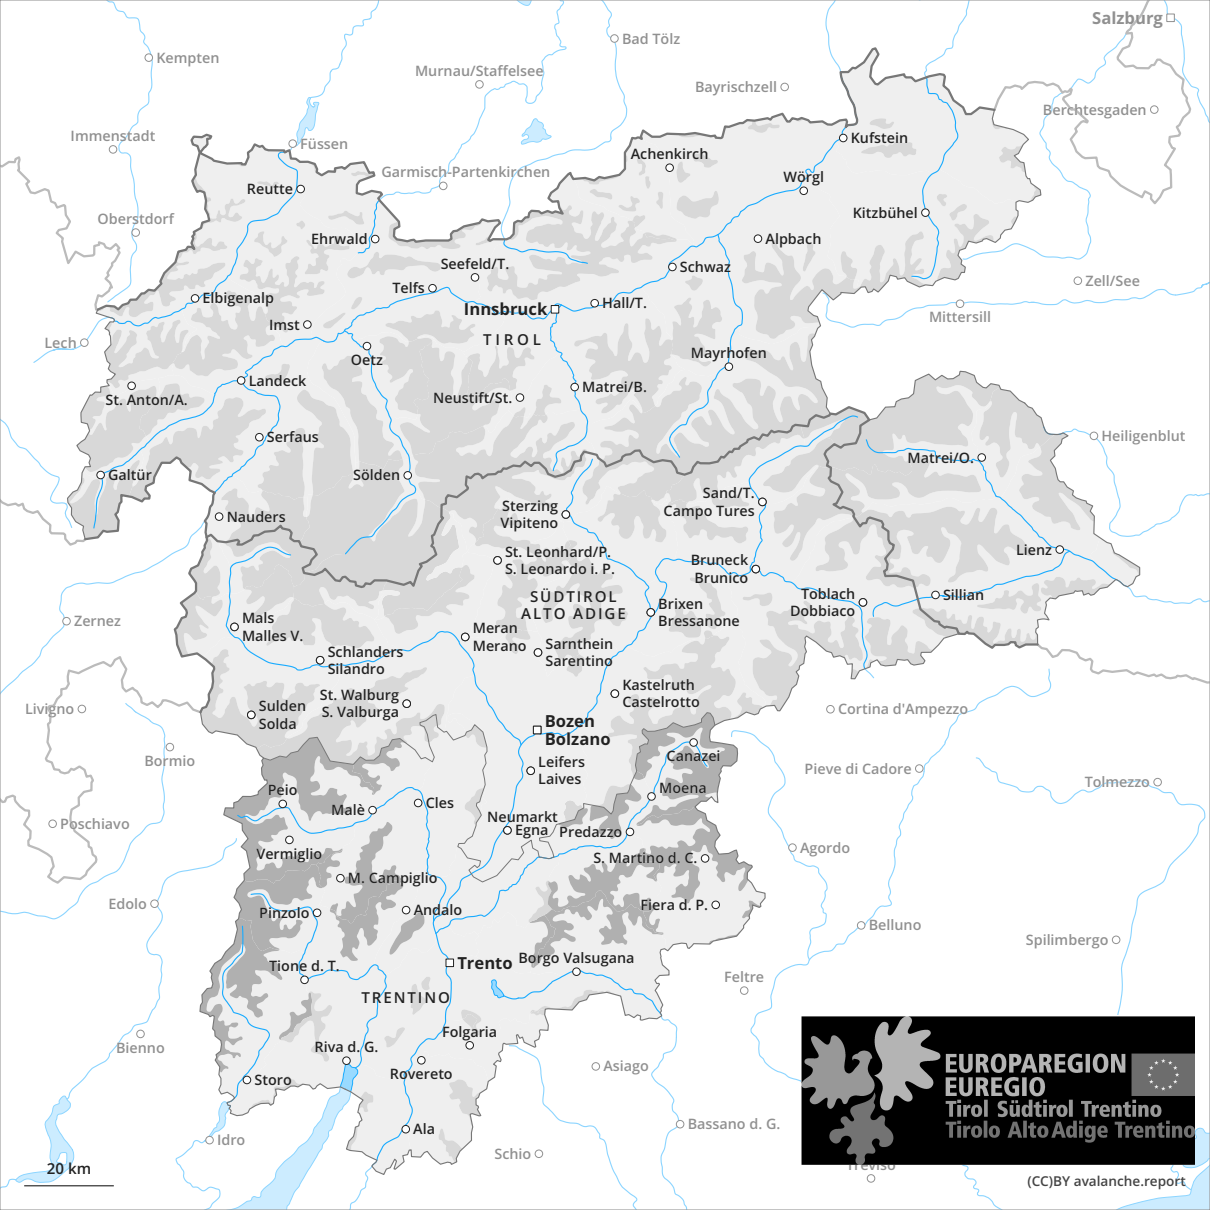 Salzburg
Bad Tölz
Kempten
Murnau/Staffelsee
Bayrischzell
Berchtesgaden
Immenstadt
Füssen
Kufstein
Achenkirch
Garmisch-Partenkirchen
Wörgl
Reutte
Oberstdorf
Kitzbühel
Ehrwald
Alpbach
Seefeld/T.
Schwaz
Zell/See
Telfs
Elbigenalp
Hall/T.
Innsbruck
Mittersill
Imst
TIROL
Lech
Oetz
Mayrhofen
Landeck
Matrei/B.
St. Anton/A.
Neustift/St.
Serfaus
Heiligenblut
Matrei/O.
Galtür
Sölden
Sand/T.
Campo Tures
Sterzing
Vipiteno
Nauders
Lienz
St. Leonhard/P.
S. Leonardo i. P.
Bruneck
Brunico
SÜDTIROL
ALTO ADIGE
Toblach
Dobbiaco
Sillian
Brixen
Bressanone
Zernez
Mals
Malles V.
Meran
Merano
Sarnthein
Sarentino
Schlanders
Silandro
Kastelruth
Castelrotto
St. Walburg
S. Valburga
Sulden
Solda
Livigno
Cortina d'Ampezzo
Bozen
Bolzano
Bormio
Canazei
Leifers
Laives
Pieve di Cadore
Tolmezzo
Peio
Moena
Malè
Cles
Neumarkt
Egna
Predazzo
Poschiavo
Vermiglio
Agordo
S. Martino d. C.
M. Campiglio
Edolo
Pinzolo
Andalo
Fiera d. P.
Belluno
Spilimbergo
Borgo Valsugana
Trento
Tione d. T.
Feltre
TRENTINO
Folgaria
Bienno
Riva d. G.
Asiago
Rovereto
Storo
EUROPAREGION
EUREGIO
Tirol Südtirol Trentino
Tirolo Alto Adige Trentino
Ala
Bassano d. G.
Idro
Schio
Treviso
20 km
(CC)BY avalanche.report